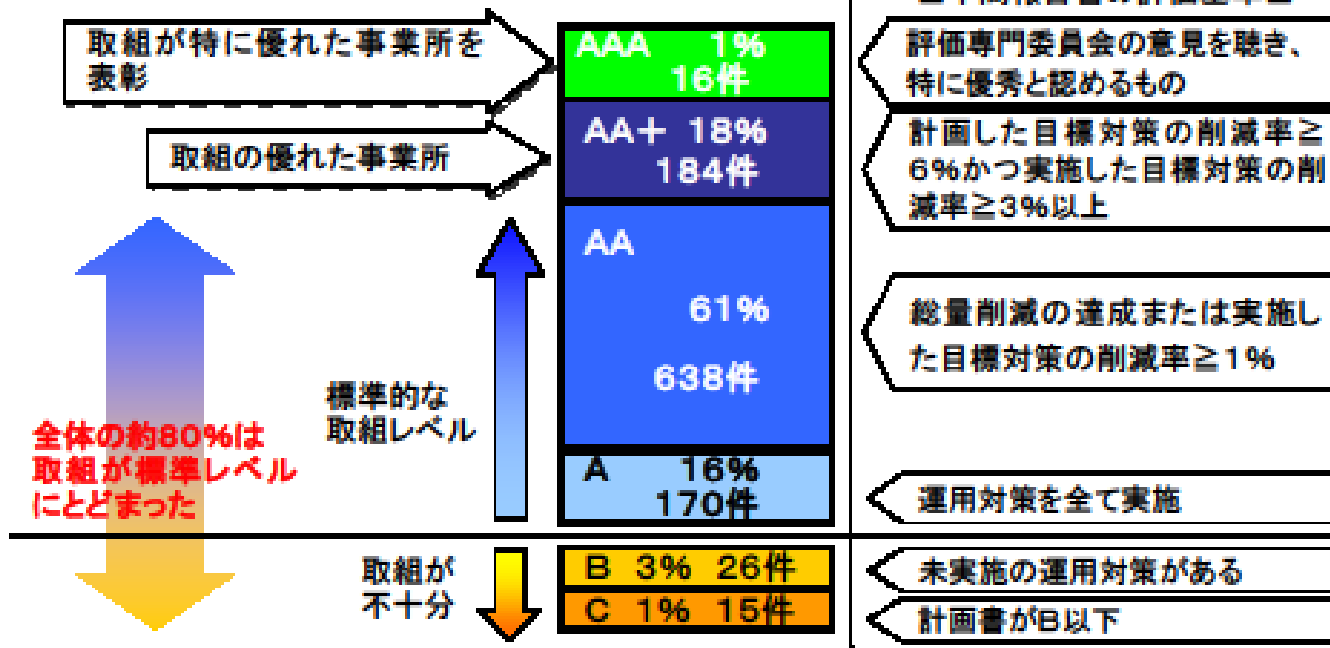 取組が特に優れた事業所を
表彰
取組の優れた事業所
AAA 1%
16件
AA+ 18%
184件
AA
61%
638件
A 16%
170件
B 3% 26件
C 1% 15件
標準的な
取組レベル
全体の約80%は
取組が標準レベル
にとどまった
取組が
不十分
評価専門委員会の意見を聴き、
特に優秀と認めるもの
計画した目標対策の削減率≧
6%かつ実施した目標対策の削
減率≧3%以上
総量削減の達成または実施し
た目標対策の削減率≧1%
運用対策を全て実施
未実施の運用対策がある
計画書がB以下